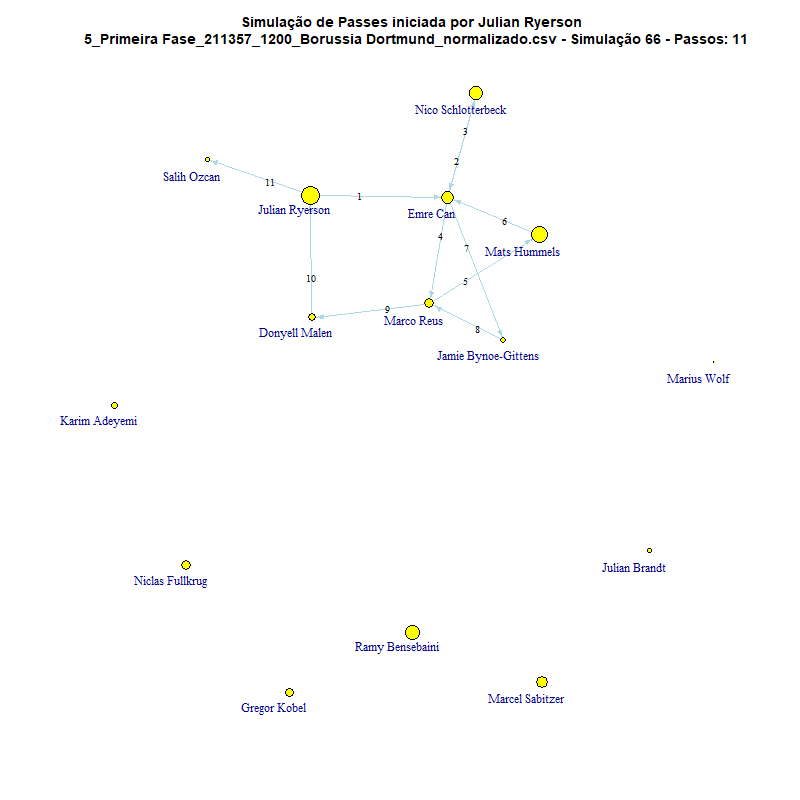 Simulação de Passes iniciada por Julian Ryerson
5_Primeira Fase_211357_1200_Borussia Dortmund_normalizado.csv - Simulação 66 - Passos: 11
Nico Schlotterbeck
3
2
Salih Ozcan
11
1
Julian Ryerson
Emre Can
6
4
7
Mats Hummels
10
5
9
Marco Reus
8
Donyell Malen
Jamie Bynoe-Gittens
Marius Wolf
Karim Adeyemi
Julian Brandt
Niclas Fullkrug
Ramy Bensebaini
Marcel Sabitzer
Gregor Kobel